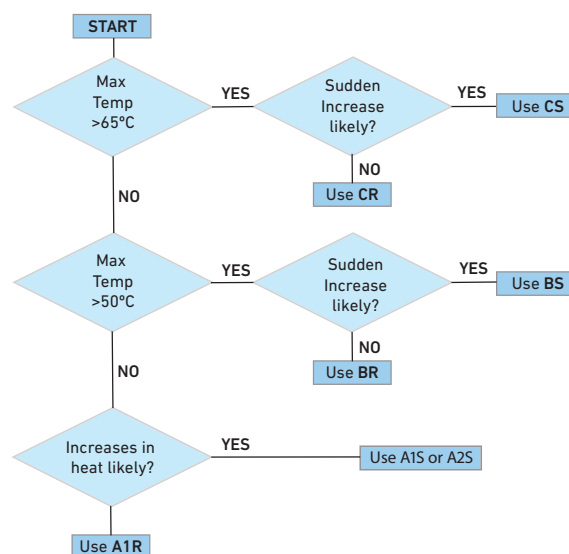 START
Max
Temp
>65°C
YES
Sudden
Increase
likely?
YES
Use CS
NO
Use CR
NO
Max
Temp
>50°C
YES
Sudden
Increase
likely?
YES
Use BS
NO
Use BR
NO
Increases in
heat likely?
YES
Use A1S or A2S
Use A1R